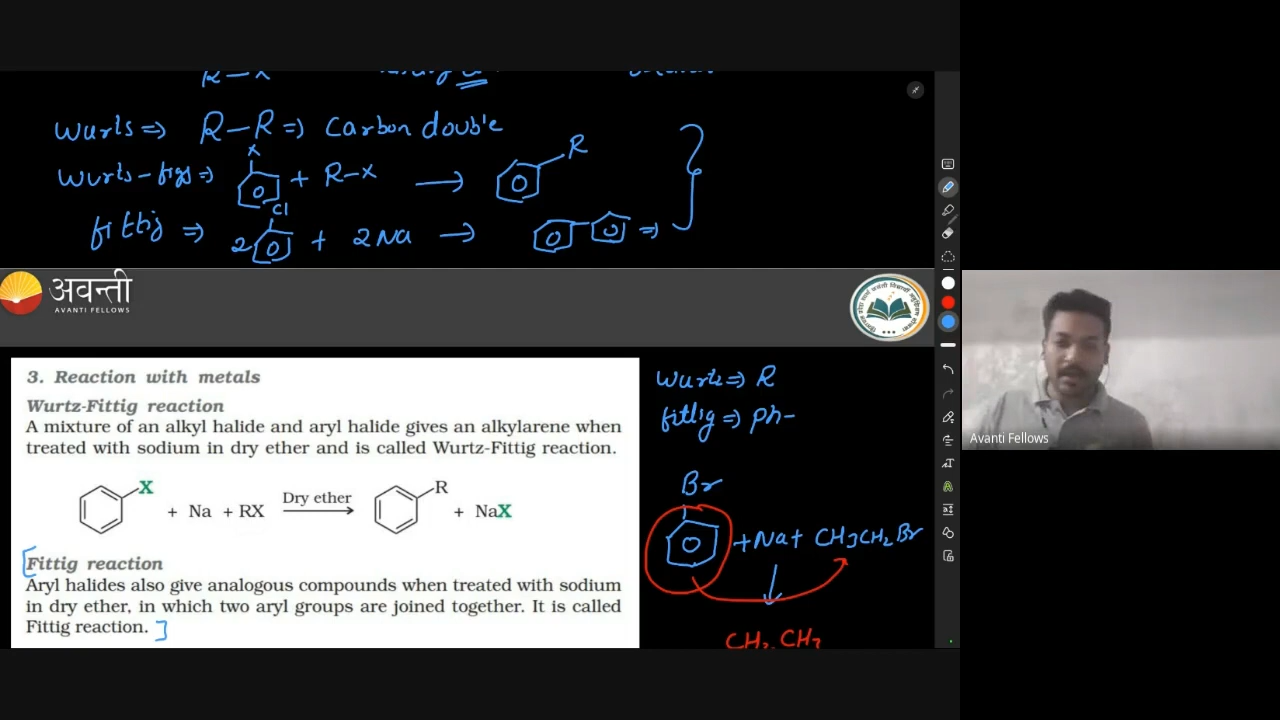 R-X
Wurts => R-R => Carbon double
X
Wurts-figs => + R-X → R
Cl
fittig => 2 + 2Na → =>
अवन्ती
AVANTI FELLOWS
3. Reaction with metals
Wurtz-Fittig reaction
A mixture of an alkyl halide and aryl halide gives an alkylarene when
treated with sodium in dry ether and is called Wurtz-Fittig reaction.
X + Na + RX Dry ether R + NaX
[Fittig reaction
Aryl halides also give analogous compounds when treated with sodium
in dry ether, in which two aryl groups are joined together. It is called
Fittig reaction.]
Wurtz => R
fittig => Ph-
Br
+Na+ CH3CH2Br
Avanti Fellows